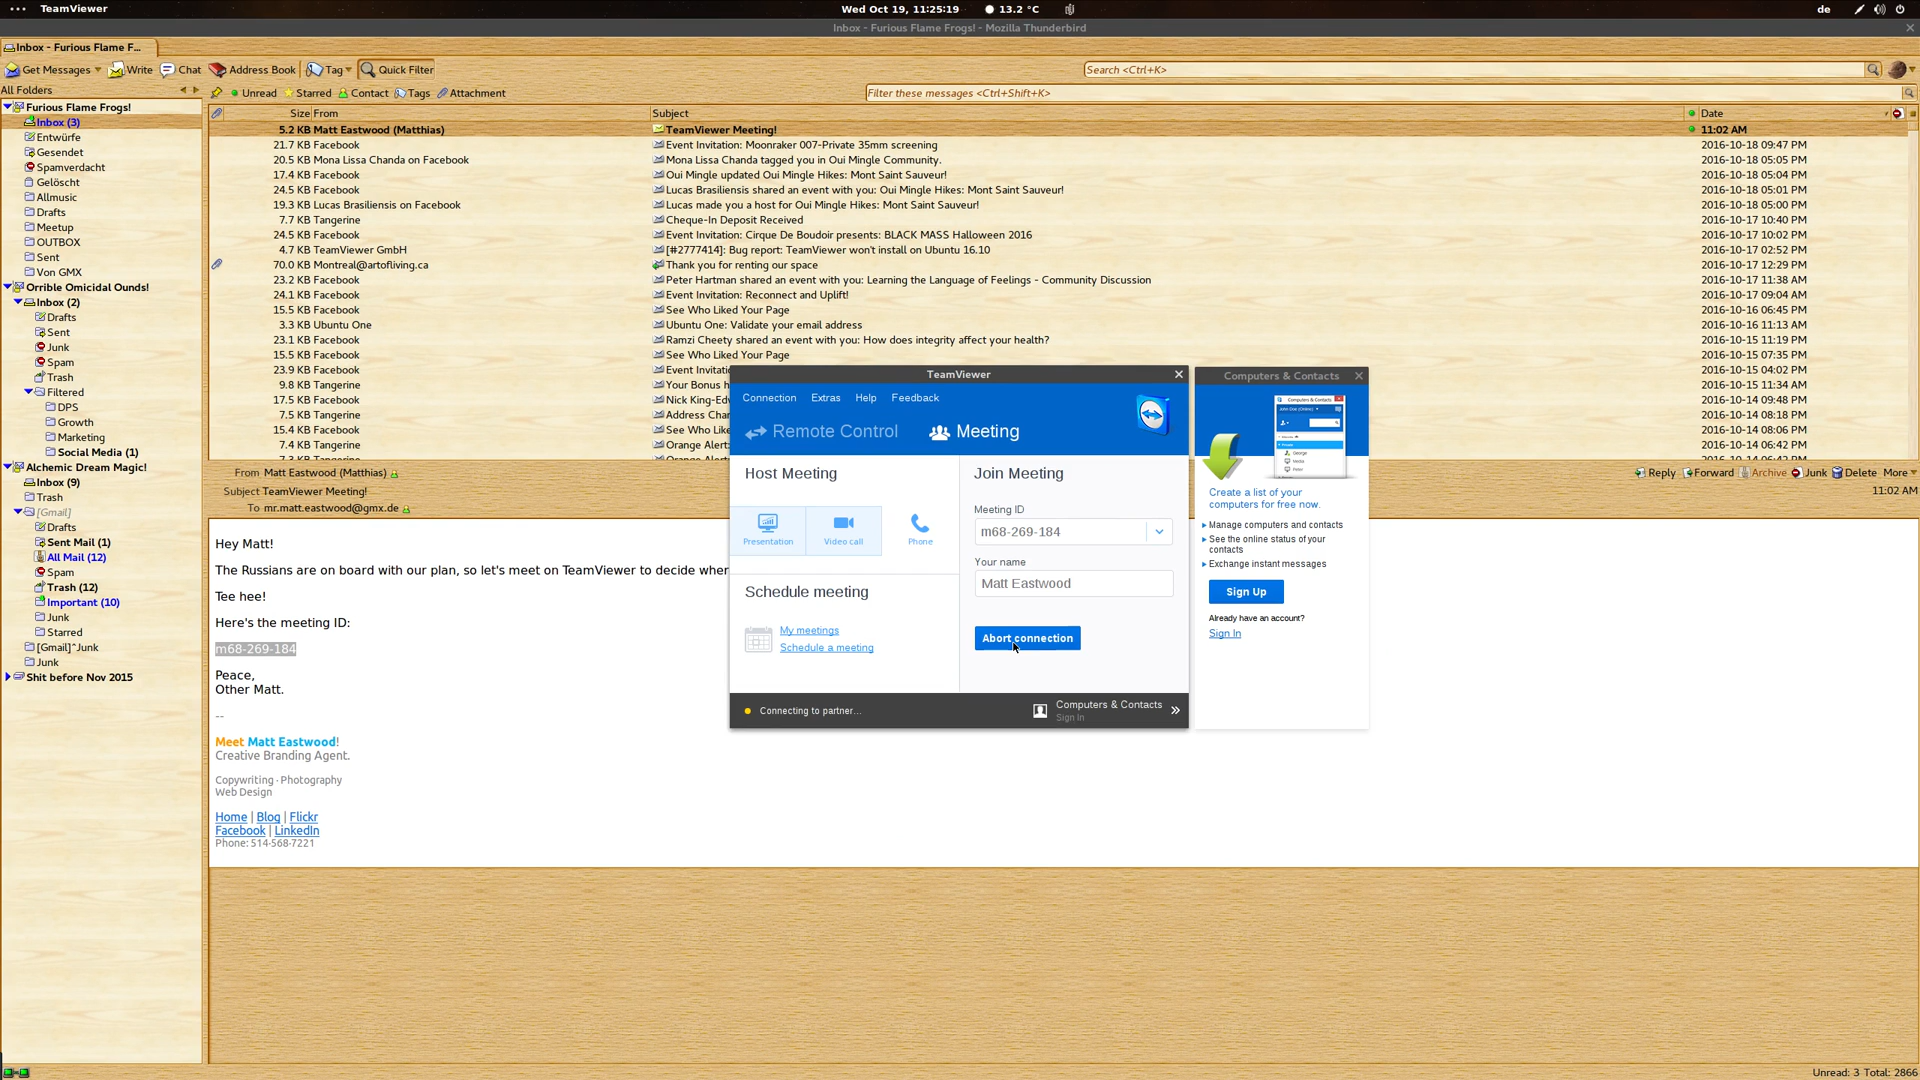 TeamViewer
Wed Oct 19, 11:25:19
13.2 °C
de
Inbox - Furious Flame Frogs! - Mozilla Thunderbird
Inbox - Furious Flame F...
Get Messages Write Chat Address Book Tag Quick Filter
Search <Ctrl+K>
All Folders
Unread Starred Contact Tags Attachment
Filter these messages <Ctrl+Shift+K>
Furious Flame Frogs!
Inbox (3)
Entwürfe
Gesendet
Spamverdacht
Gelöscht
Allmusic
Drafts
Meetup
OUTBOX
Sent
Von GMX
Orrible Omicidal Ounds!
Inbox (2)
Drafts
Sent
Junk
Spam
Trash
Filtered
DPS
Growth
Marketing
Social Media (1)
Alchemic Dream Magic!
Inbox (9)
Trash
[Gmail]
Drafts
Sent Mail (1)
All Mail (12)
Spam
Trash (12)
Important (10)
Junk
Starred
[Gmail]^Junk
Junk
Shit before Nov 2015
Size From Subject Date
5.2 KB Matt Eastwood (Matthias) TeamViewer Meeting! 11:02 AM
21.7 KB Facebook Event Invitation: Moonraker 007-Private 35mm screening 2016-10-18 09:47 PM
20.5 KB Mona Lissa Chanda on Facebook Mona Lissa Chanda tagged you in Oui Mingle Community. 2016-10-18 05:05 PM
17.4 KB Facebook Oui Mingle updated Oui Mingle Hikes: Mont Saint Sauveur! 2016-10-18 05:04 PM
24.5 KB Facebook Lucas Brasiliensis shared an event with you: Oui Mingle Hikes: Mont Saint Sauveur! 2016-10-18 05:01 PM
19.3 KB Lucas Brasiliensis on Facebook Lucas made you a host for Oui Mingle Hikes: Mont Saint Sauveur! 2016-10-18 05:00 PM
7.7 KB Tangerine Cheque-In Deposit Received 2016-10-17 10:40 PM
24.5 KB Facebook Event Invitation: Cirque De Boudoir presents: BLACK MASS Halloween 2016 2016-10-17 10:02 PM
4.7 KB TeamViewer GmbH [#2777414]: Bug report: TeamViewer won't install on Ubuntu 16.10 2016-10-17 02:52 PM
70.0 KB Montreal@artofliving.ca Thank you for renting our space 2016-10-17 12:29 PM
23.2 KB Facebook Peter Hartman shared an event with you: Learning the Language of Feelings - Community Discussion 2016-10-17 11:38 AM
24.1 KB Facebook Event Invitation: Reconnect and Uplift! 2016-10-17 09:04 AM
15.5 KB Facebook See Who Liked Your Page 2016-10-16 06:45 PM
3.3 KB Ubuntu One Ubuntu One: Validate your email address 2016-10-16 11:13 AM
23.1 KB Facebook Ramzi Cheety shared an event with you: How does integrity affect your health? 2016-10-15 11:19 PM
15.5 KB Facebook See Who Liked Your Page 2016-10-15 07:35 PM
23.9 KB Facebook Event Invitatio 2016-10-15 04:02 PM
9.8 KB Tangerine Your Bonus h 2016-10-15 11:34 AM
17.5 KB Facebook Nick King-Ed 2016-10-14 09:48 PM
7.5 KB Tangerine Address Char 2016-10-14 08:18 PM
15.4 KB Facebook See Who Like 2016-10-14 08:06 PM
7.4 KB Tangerine Orange Alert: 2016-10-14 06:42 PM
From Matt Eastwood (Matthias)
Reply Forward Archive Junk Delete More
Subject TeamViewer Meeting!
11:02 AM
To mr.matt.eastwood@gmx.de
Hey Matt!
The Russians are on board with our plan, so let's meet on TeamViewer to decide wher
Tee hee!
Here's the meeting ID:
m68-269-184
Peace,
Other Matt.
--
Meet Matt Eastwood!
Creative Branding Agent.
Copywriting · Photography
Web Design
Home | Blog | Flickr
Facebook | LinkedIn
Phone: 514-568-7221
TeamViewer
Connection Extras Help Feedback
Remote Control Meeting
Host Meeting
Presentation Video call Phone
Schedule meeting
My meetings
Schedule a meeting
Join Meeting
Meeting ID
m68-269-184
Your name
Matt Eastwood
Abort connection
Connecting to partner...
Computers & Contacts
Sign In
Computers & Contacts
Computers & Contacts
Create a list of your
computers for free now.
Manage computers and contacts
See the online status of your
contacts
Exchange instant messages
Sign Up
Already have an account?
Sign In
Unread: 3 Total: 2866